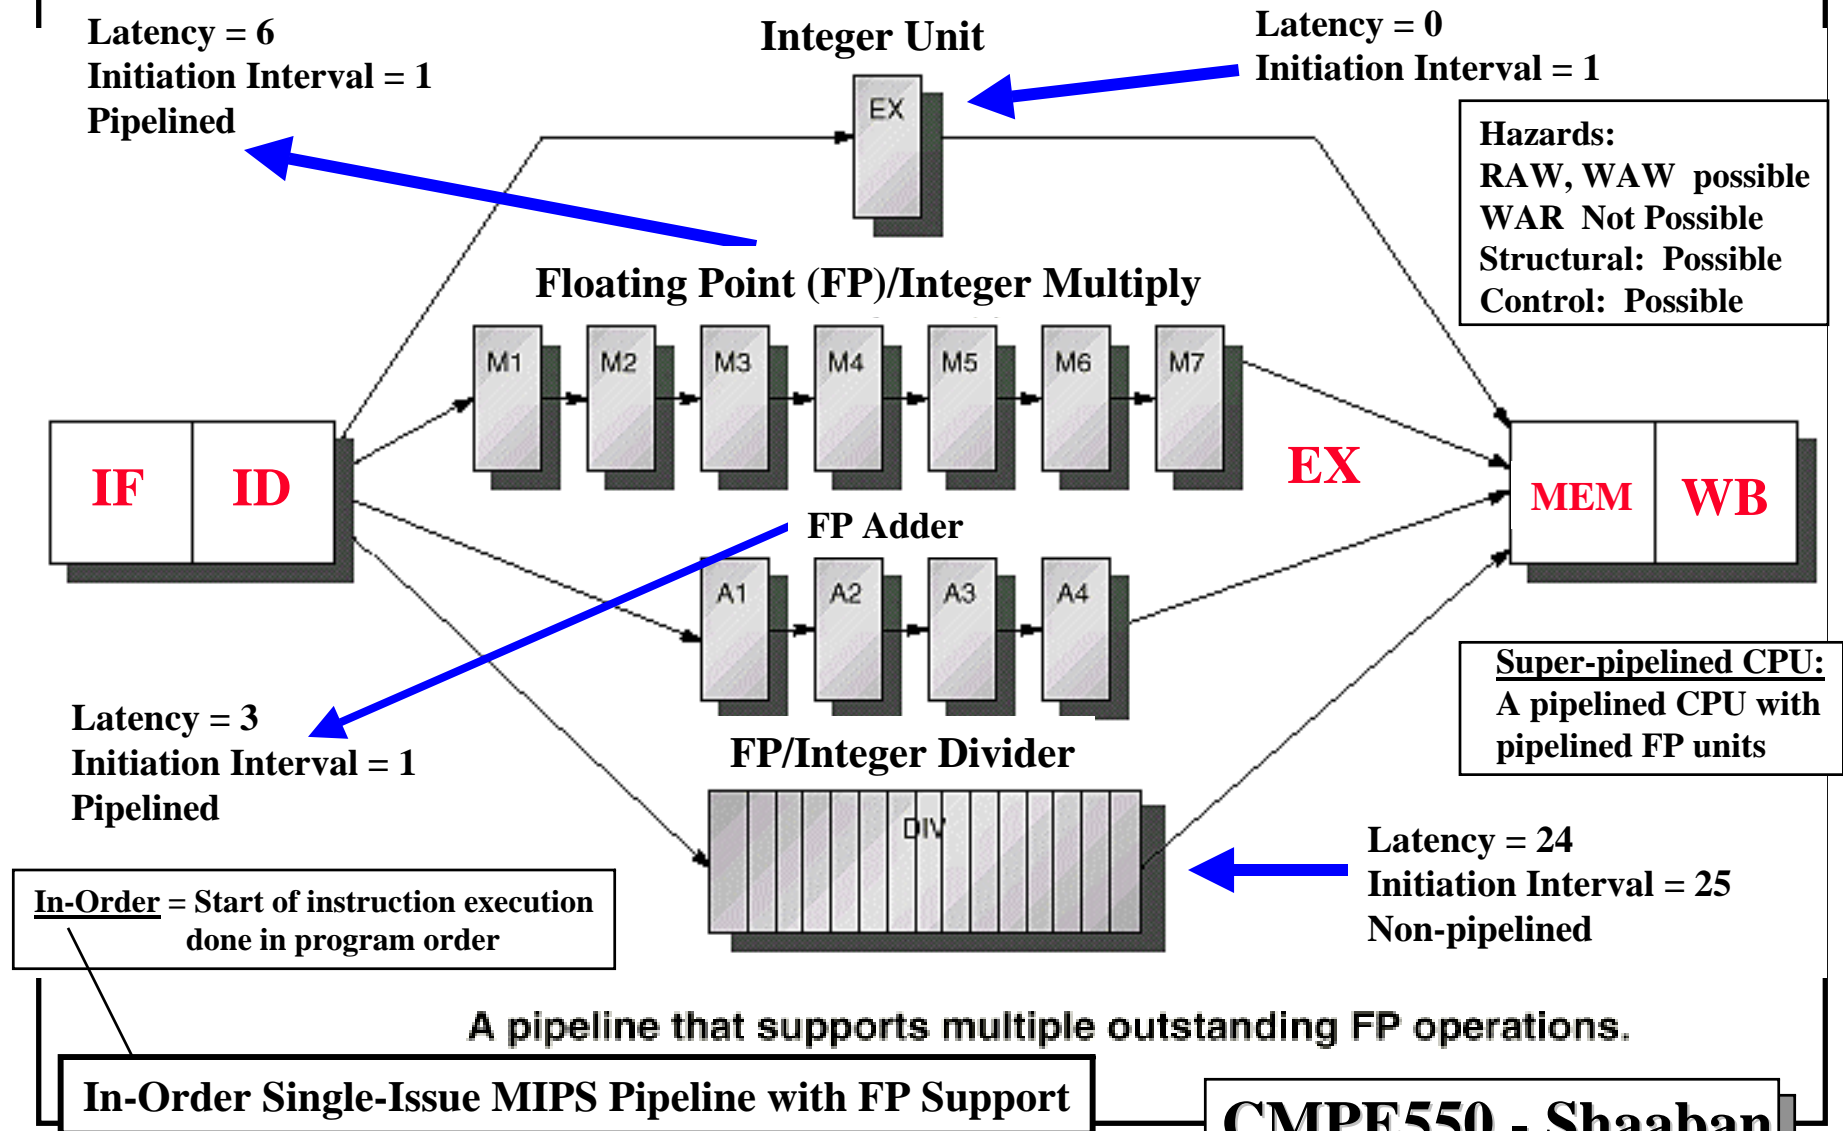 Latency = 6
Initiation Interval = 1
Pipelined
Integer Unit
Latency = 0
Initiation Interval = 1
EX
Hazards:
RAW, WAW possible
WAR Not Possible
Structural: Possible
Control: Possible
Floating Point (FP)/Integer Multiply
M1 M2 M3 M4 M5 M6 M7
IF ID
EX
MEM WB
FP Adder
A1 A2 A3 A4
Super-pipelined CPU:
A pipelined CPU with
pipelined FP units
Latency = 3
Initiation Interval = 1
Pipelined
FP/Integer Divider
DIV
Latency = 24
Initiation Interval = 25
Non-pipelined
In-Order = Start of instruction execution
done in program order
A pipeline that supports multiple outstanding FP operations.
In-Order Single-Issue MIPS Pipeline with FP Support
CMPE550 - Shaaban